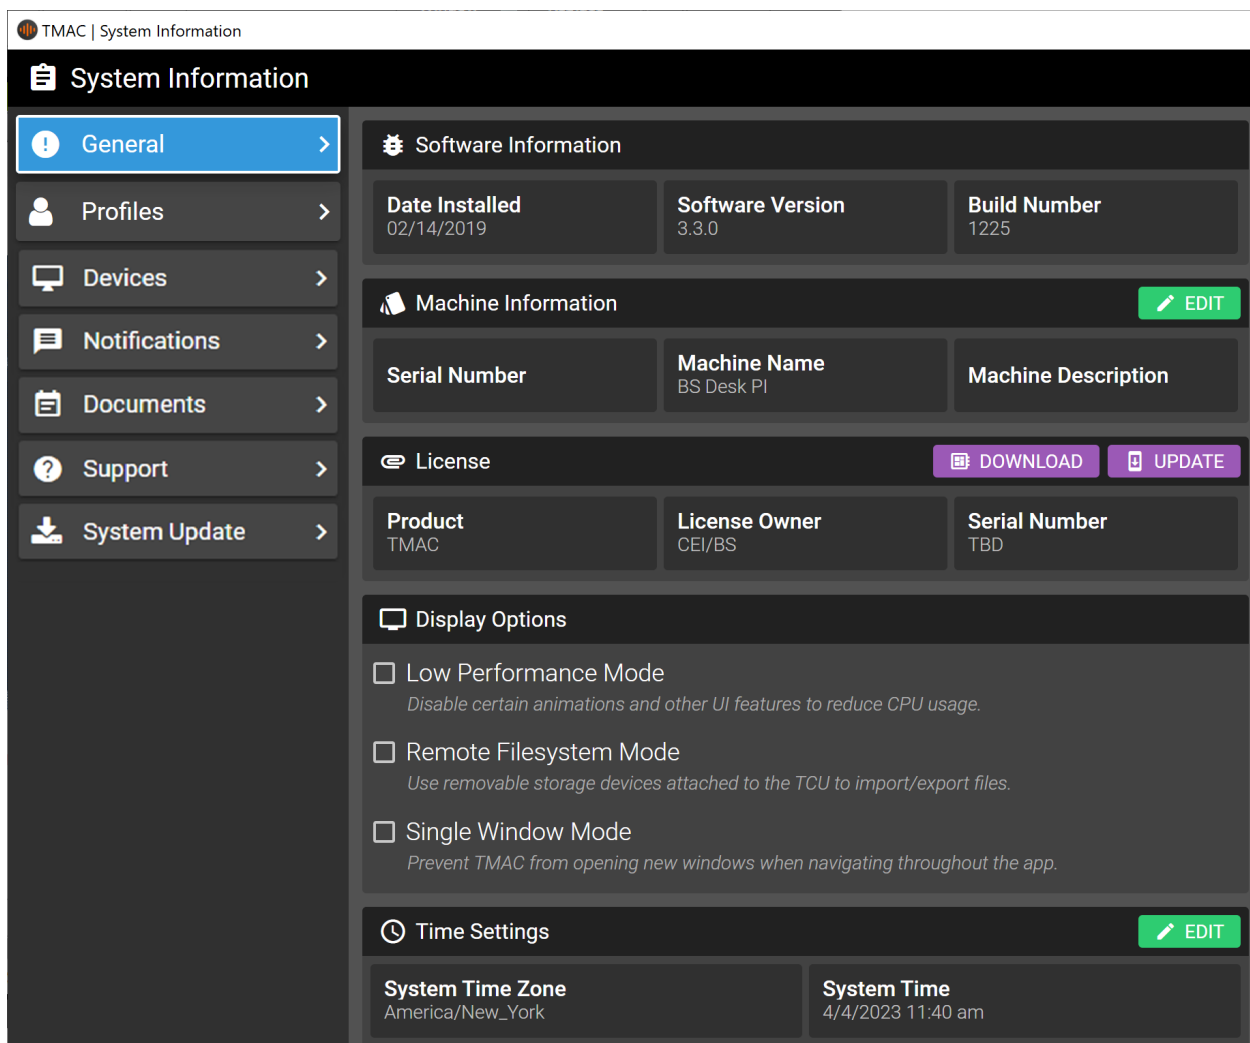 TMAC | System Information
System Information
General
Profiles
Devices
Notifications
Documents
Support
System Update
Software Information
Date Installed
02/14/2019
Software Version
3.3.0
Build Number
1225
Machine Information
EDIT
Serial Number
Machine Name
BS Desk PI
Machine Description
License
DOWNLOAD
UPDATE
Product
TMAC
License Owner
CEI/BS
Serial Number
TBD
Display Options
Low Performance Mode
Disable certain animations and other UI features to reduce CPU usage.
Remote Filesystem Mode
Use removable storage devices attached to the TCU to import/export files.
Single Window Mode
Prevent TMAC from opening new windows when navigating throughout the app.
Time Settings
EDIT
System Time Zone
America/New_York
System Time
4/4/2023 11:40 am